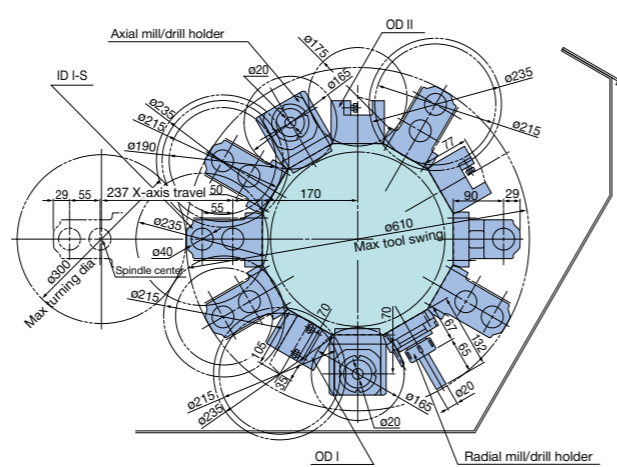 Axial mill/drill holder
OD II
ø175
ø165
ø20
ID I-S
ø235
ø215
ø190
ø235
ø215
77
29
55
237 X-axis travel
50
170
90
29
55
ø235
ø610
Max tool swing
ø40
Spindle center
ø300
Max turning dia
ø215
70
70
67
65
132
105
35
ø20
ø215
ø235
ø165
ø20
OD I
Radial mill/drill holder